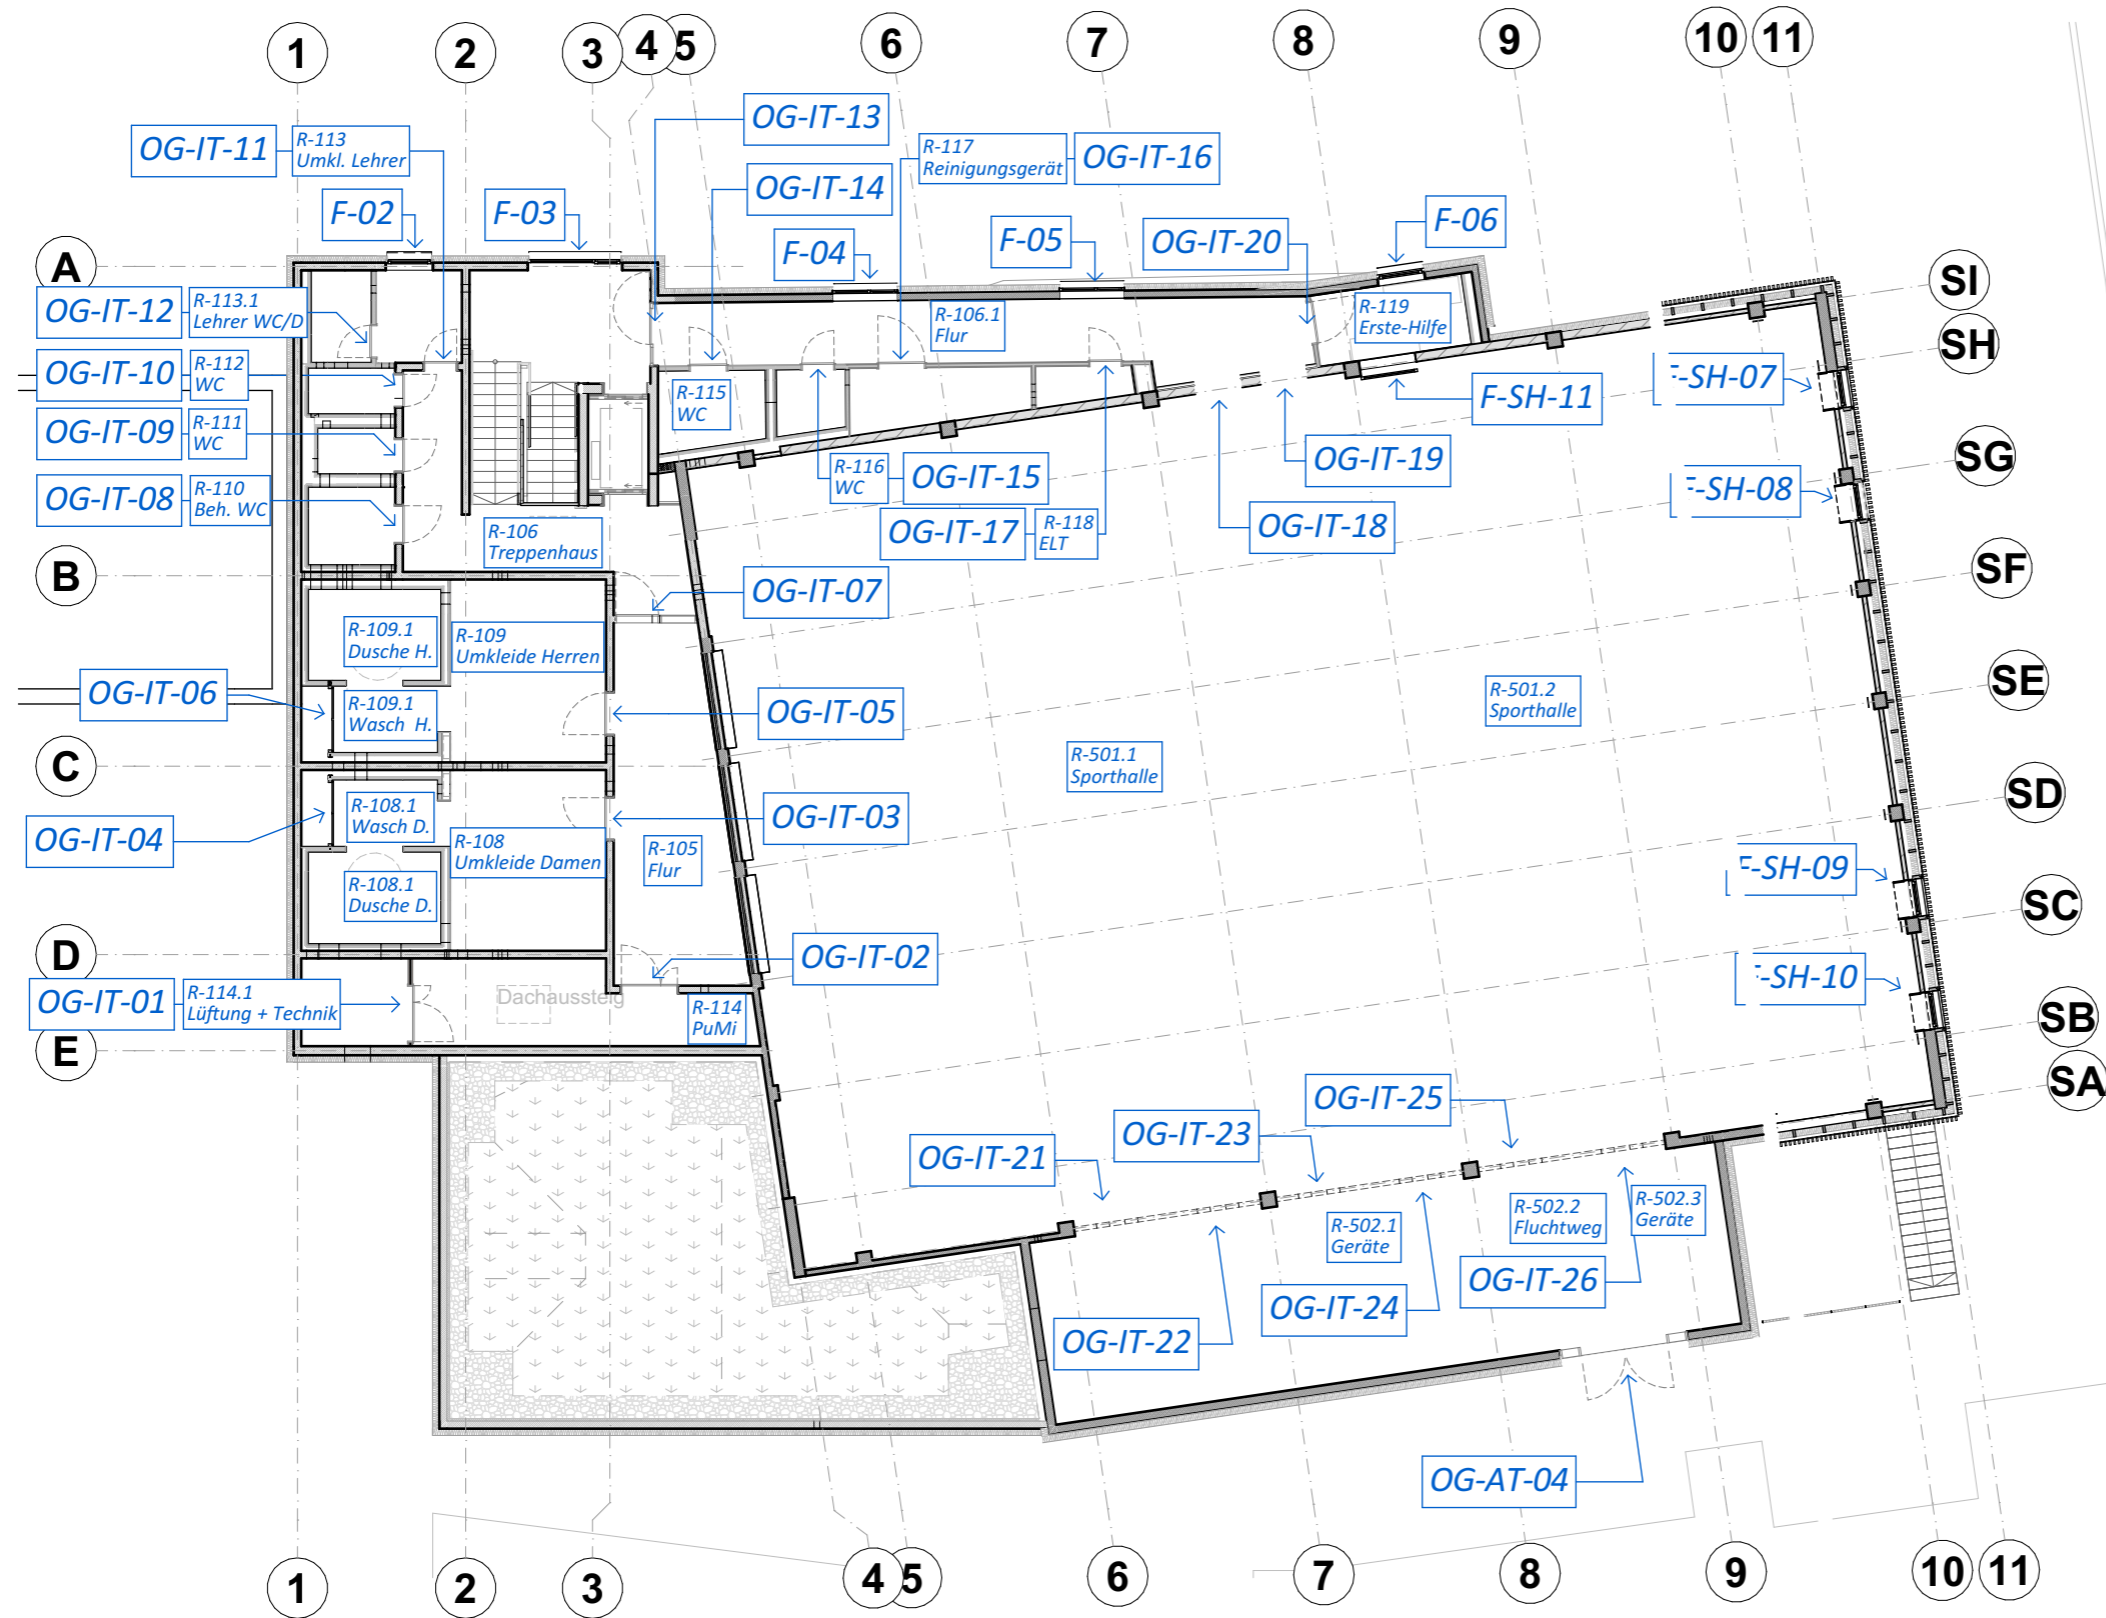 1
2
3
4
5
6
7
8
9
10
11
OG-IT-11
R-113
Umkl. Lehrer
OG-IT-13
OG-IT-14
R-117
Reinigungsgerät
OG-IT-16
F-02
F-03
F-04
F-05
OG-IT-20
F-06
A
OG-IT-12
R-113.1
Lehrer WC/D
OG-IT-10
R-112
WC
OG-IT-09
R-111
WC
OG-IT-08
R-110
Beh. WC
R-106.1
Flur
R-119
Erste-Hilfe
SI
SH
F-SH-11
-SH-07
R-115
WC
OG-IT-19
R-116
WC
OG-IT-15
SG
-SH-08
OG-IT-17
R-118
ELT
OG-IT-18
R-106
Treppenhaus
B
OG-IT-07
SF
R-109.1
Dusche H.
R-109
Umkleide Herren
OG-IT-06
R-109.1
Wasch H.
OG-IT-05
R-501.2
Sporthalle
SE
R-501.1
Sporthalle
C
OG-IT-04
R-108.1
Wasch D.
OG-IT-03
SD
R-108
Umkleide Damen
R-105
Flur
R-108.1
Dusche D.
-SH-09
SC
D
OG-IT-02
-SH-10
OG-IT-01
R-114.1
Lüftung + Technik
Dachaussteig
R-114
PuMi
SB
E
SA
OG-IT-25
OG-IT-23
OG-IT-21
R-502.1
Geräte
R-502.2
Fluchtweg
R-502.3
Geräte
OG-IT-26
OG-IT-24
OG-IT-22
OG-AT-04
1
2
3
4
5
6
7
8
9
10
11